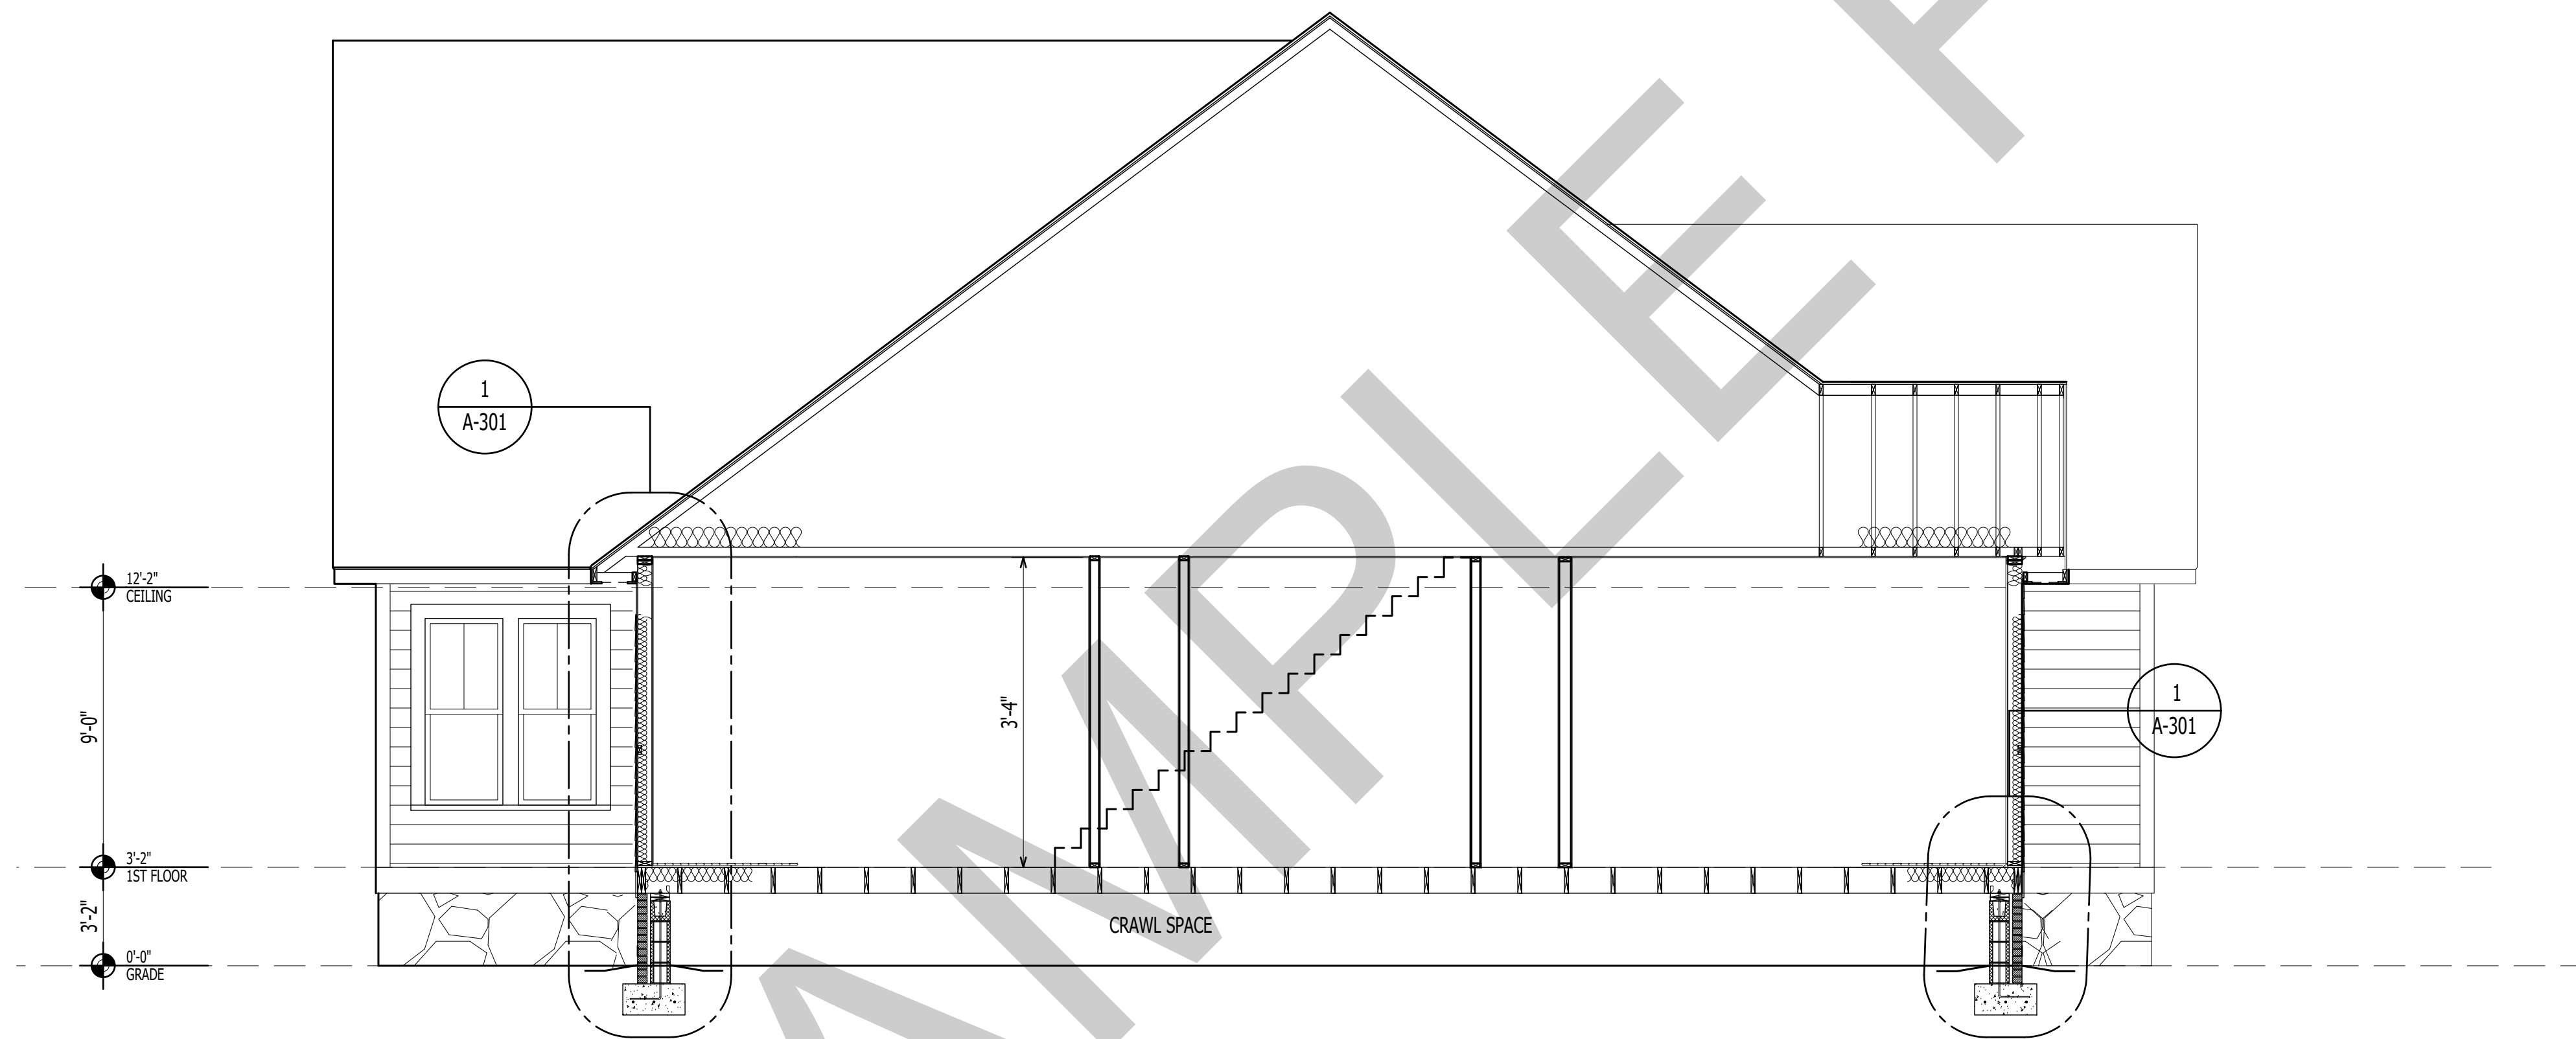 1
A-301
12'-2"
CEILING
9'-0"
3'-4"
1
A-301
3'-2"
1ST FLOOR
3'-2"
CRAWL SPACE
0'-0"
GRADE
AMPLE P